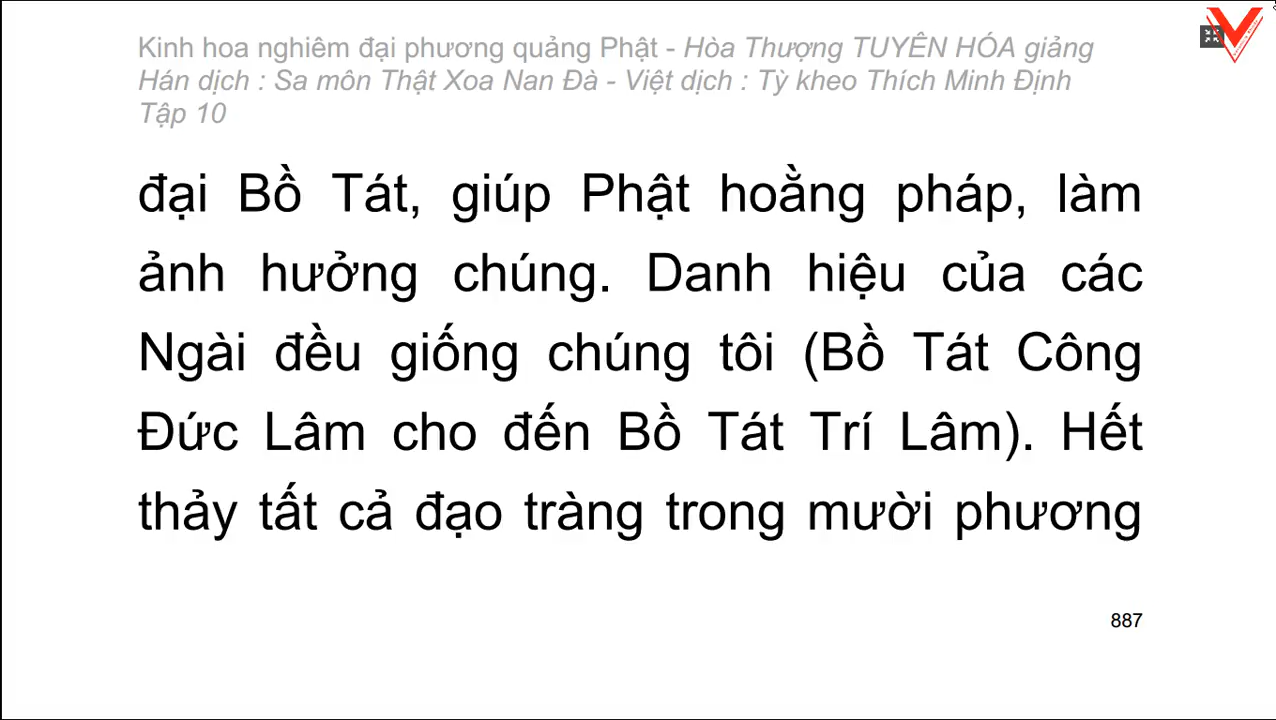 Kinh hoa nghiêm đại phương quảng Phật - Hòa Thượng TUYÊN HÓA giảng
Hán dịch : Sa môn Thật Xoa Nan Đà - Việt dịch : Tỳ kheo Thích Minh Định
Tập 10
đại Bồ Tát, giúp Phật hoằng pháp, làm
ảnh hưởng chúng. Danh hiệu của các
Ngài đều giống chúng tôi (Bồ Tát Công
Đức Lâm cho đến Bồ Tát Trí Lâm). Hết
thảy tất cả đạo tràng trong mười phương
887